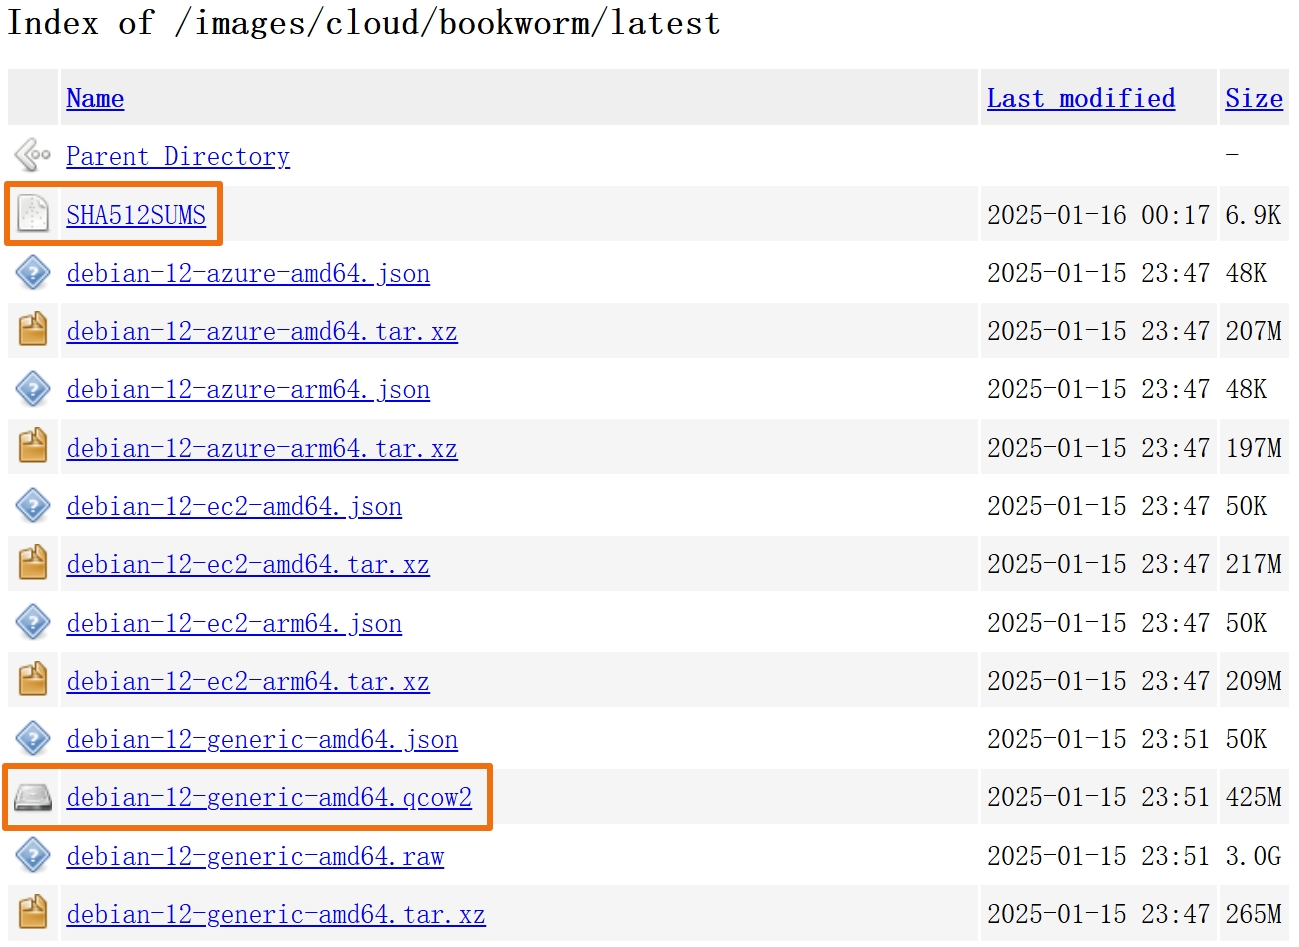 Index of /images/cloud/bookworm/latest
Name Last modified Size
Parent Directory -
SHA512SUMS 2025-01-16 00:17 6.9K
debian-12-azure-amd64.json 2025-01-15 23:47 48K
debian-12-azure-amd64.tar.xz 2025-01-15 23:47 207M
debian-12-azure-arm64.json 2025-01-15 23:47 48K
debian-12-azure-arm64.tar.xz 2025-01-15 23:47 197M
debian-12-ec2-amd64.json 2025-01-15 23:47 50K
debian-12-ec2-amd64.tar.xz 2025-01-15 23:47 217M
debian-12-ec2-arm64.json 2025-01-15 23:47 50K
debian-12-ec2-arm64.tar.xz 2025-01-15 23:47 209M
debian-12-generic-amd64.json 2025-01-15 23:51 50K
debian-12-generic-amd64.qcow2 2025-01-15 23:51 425M
debian-12-generic-amd64.raw 2025-01-15 23:51 3.0G
debian-12-generic-amd64.tar.xz 2025-01-15 23:47 265M